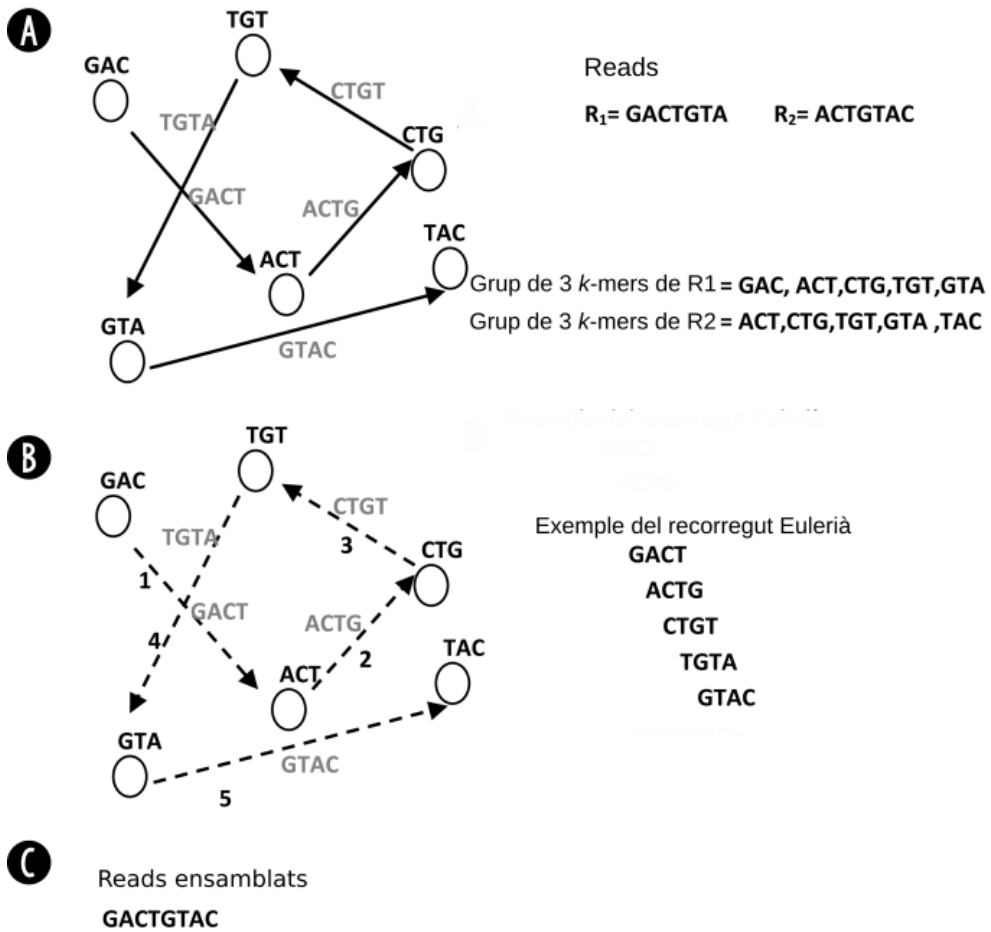 A
TGT
GAC
CTGT
TGTA
CTG
GACT
ACTG
TAC
ACT
GTA
GTAC
Reads
R1= GACTGTA R2= ACTGTAC
Grup de 3 k-mers de R1 = GAC, ACT,CTG,TGT,GTA
Grup de 3 k-mers de R2 = ACT,CTG,TGT,GTA ,TAC
B
TGT
GAC
CTGT
TGTA
3
CTG
1
GACT
ACTG
4
2
TAC
ACT
GTA
GTAC
5
Exemple del recorregut Eulerià
GACT
ACTG
CTGT
TGTA
GTAC
C
Reads ensamblats
GACTGTAC